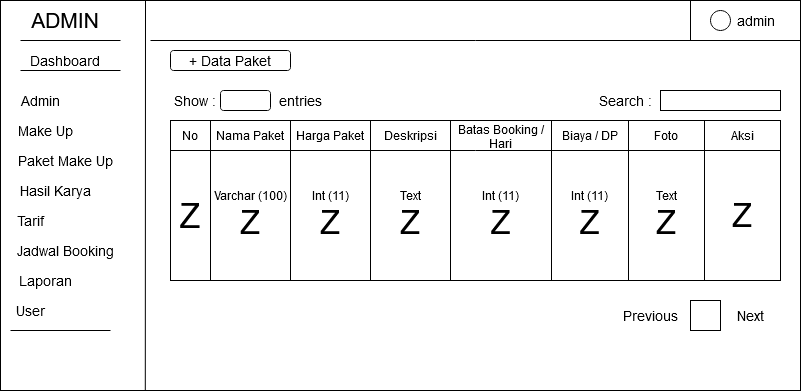 ADMIN
admin
Dashboard
Admin
Make Up
Paket Make Up
Hasil Karya
Tarif
Jadwal Booking
Laporan
User
+ Data Paket
Show :
entries
Search :
No
Nama Paket
Harga Paket
Deskripsi
Batas Booking /
Hari
Biaya / DP
Foto
Aksi
Z
Varchar (100)
Z
Int (11)
Z
Text
Z
Int (11)
Z
Int (11)
Z
Text
Z
Z
Previous
Next